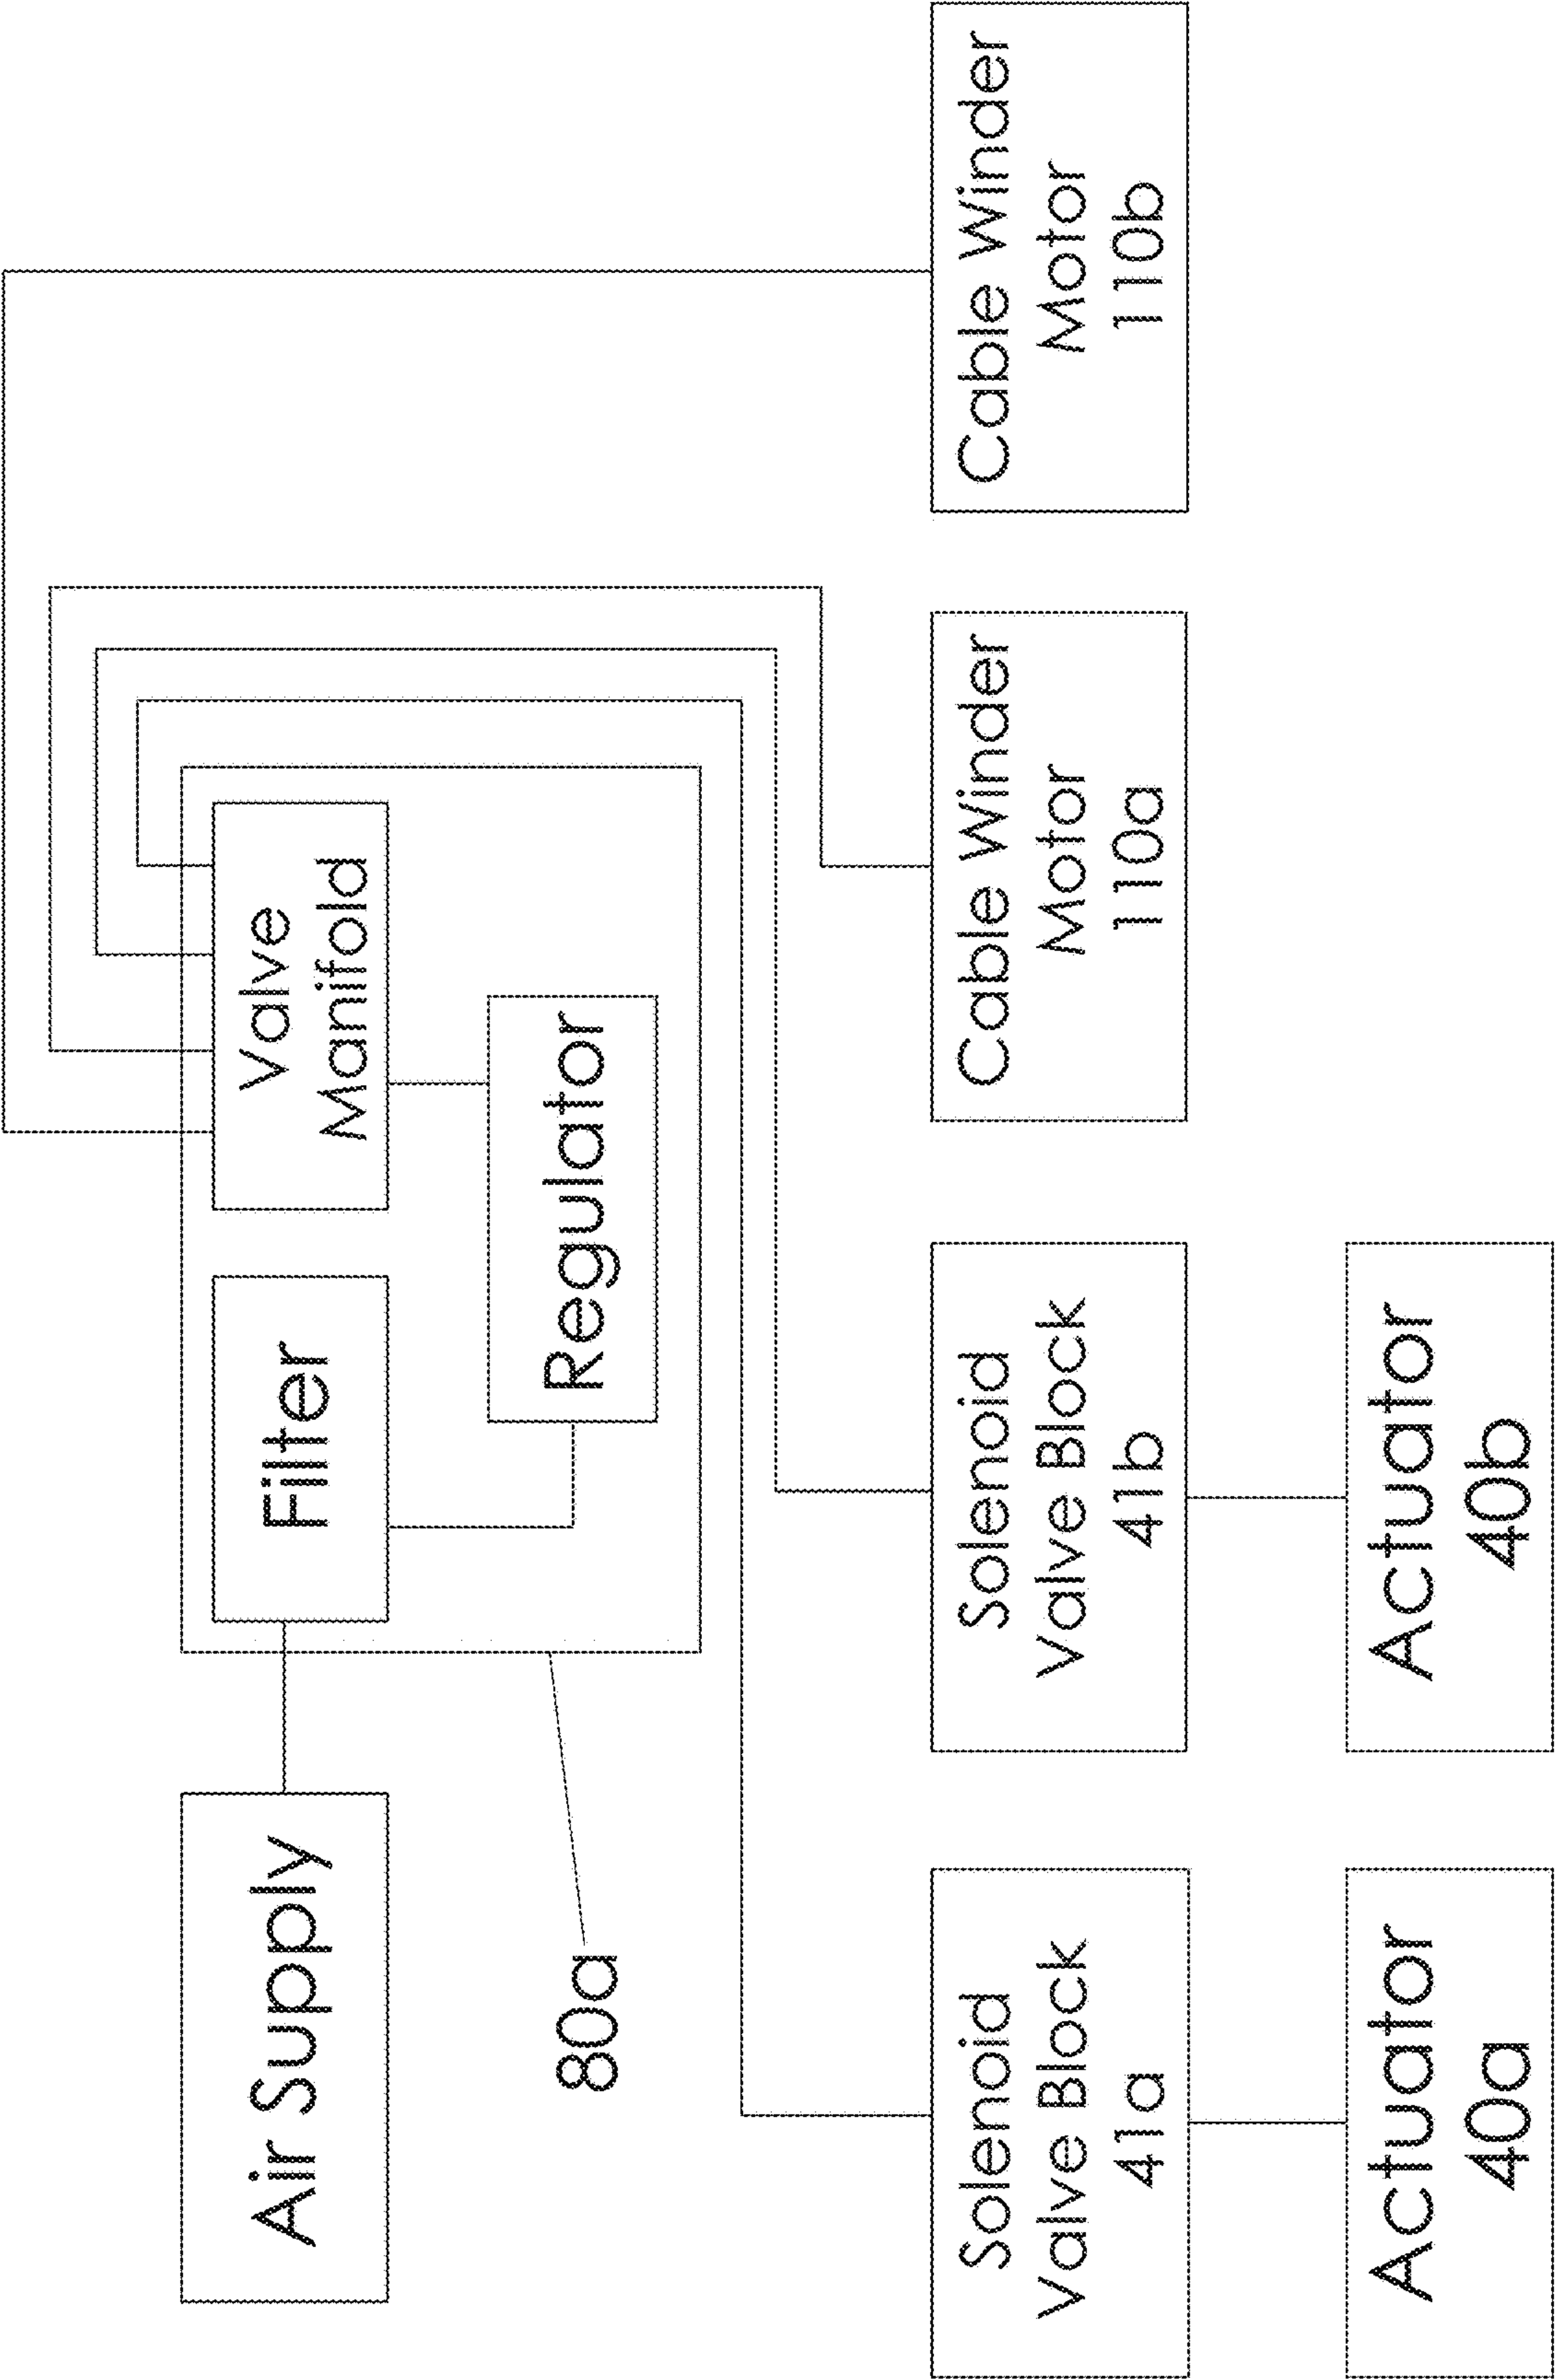 Air Supply
Filter
Valve
Manifold
Regulator
80a
Solenoid
Valve Block
41a
Solenoid
Valve Block
41b
Cable Winder
Motor
110a
Cable Winder
Motor
110b
Actuator
40a
Actuator
40b